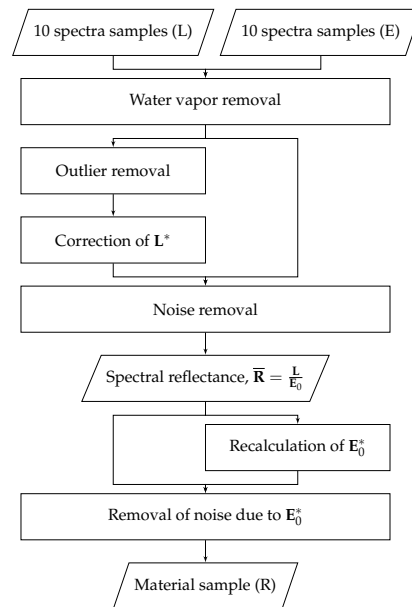 10 spectra samples (L)
10 spectra samples (E)
Water vapor removal
Outlier removal
Correction of L*
Noise removal
Spectral reflectance, R̅ = L/E₀
Recalculation of E₀*
Removal of noise due to E₀*
Material sample (R)